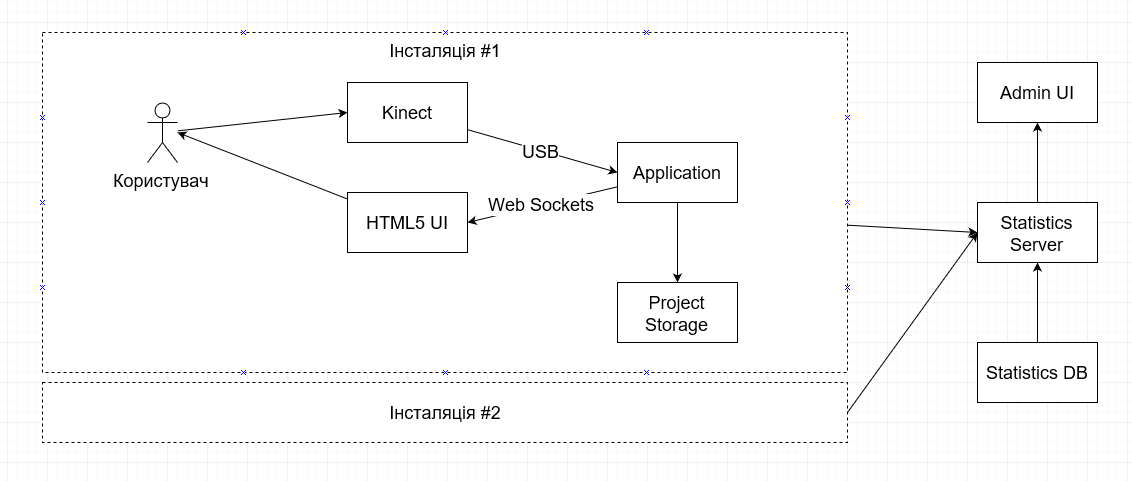 Інсталяція #1
Kinect
Admin UI
USB
Application
Користувач
Web Sockets
HTML5 UI
Statistics
Server
Project
Storage
Statistics DB
Інсталяція #2